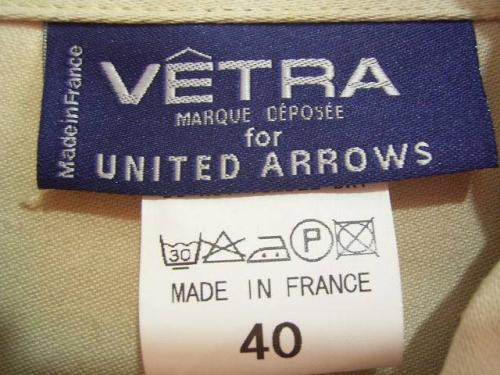 Made in France
VÊTRA
MARQUE DÉPOSÉE
for
UNITED ARROWS
30
P
MADE IN FRANCE
40